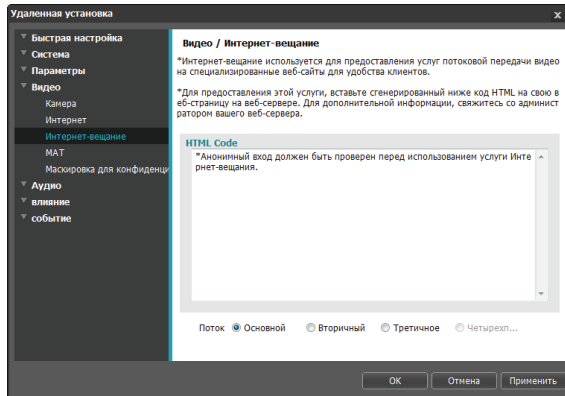 Удаленная установка
x
Быстрая настройка
Система
Параметры
Видео
Камера
Интернет
Интернет-вещание
MAT
Маскировка для конфиденци
Аудио
влияние
событие
Видео / Интернет-вещание
*Интернет-вещание используется для предоставления услуг потоковой передачи видео
на специализированные веб-сайты для удобства клиентов.
*Для предоставления этой услуги, вставьте сгенерированный ниже код HTML на свою в
еб-страницу на веб-сервере. Для дополнительной информации, свяжитесь со админист
ратором вашего веб-сервера.
HTML Code
*Анонимный вход должен быть проверен перед использованием услуги Инте
рнет-вещания.
Поток Основной Вторичный Третичное Четырехп...
OK Отмена Применить